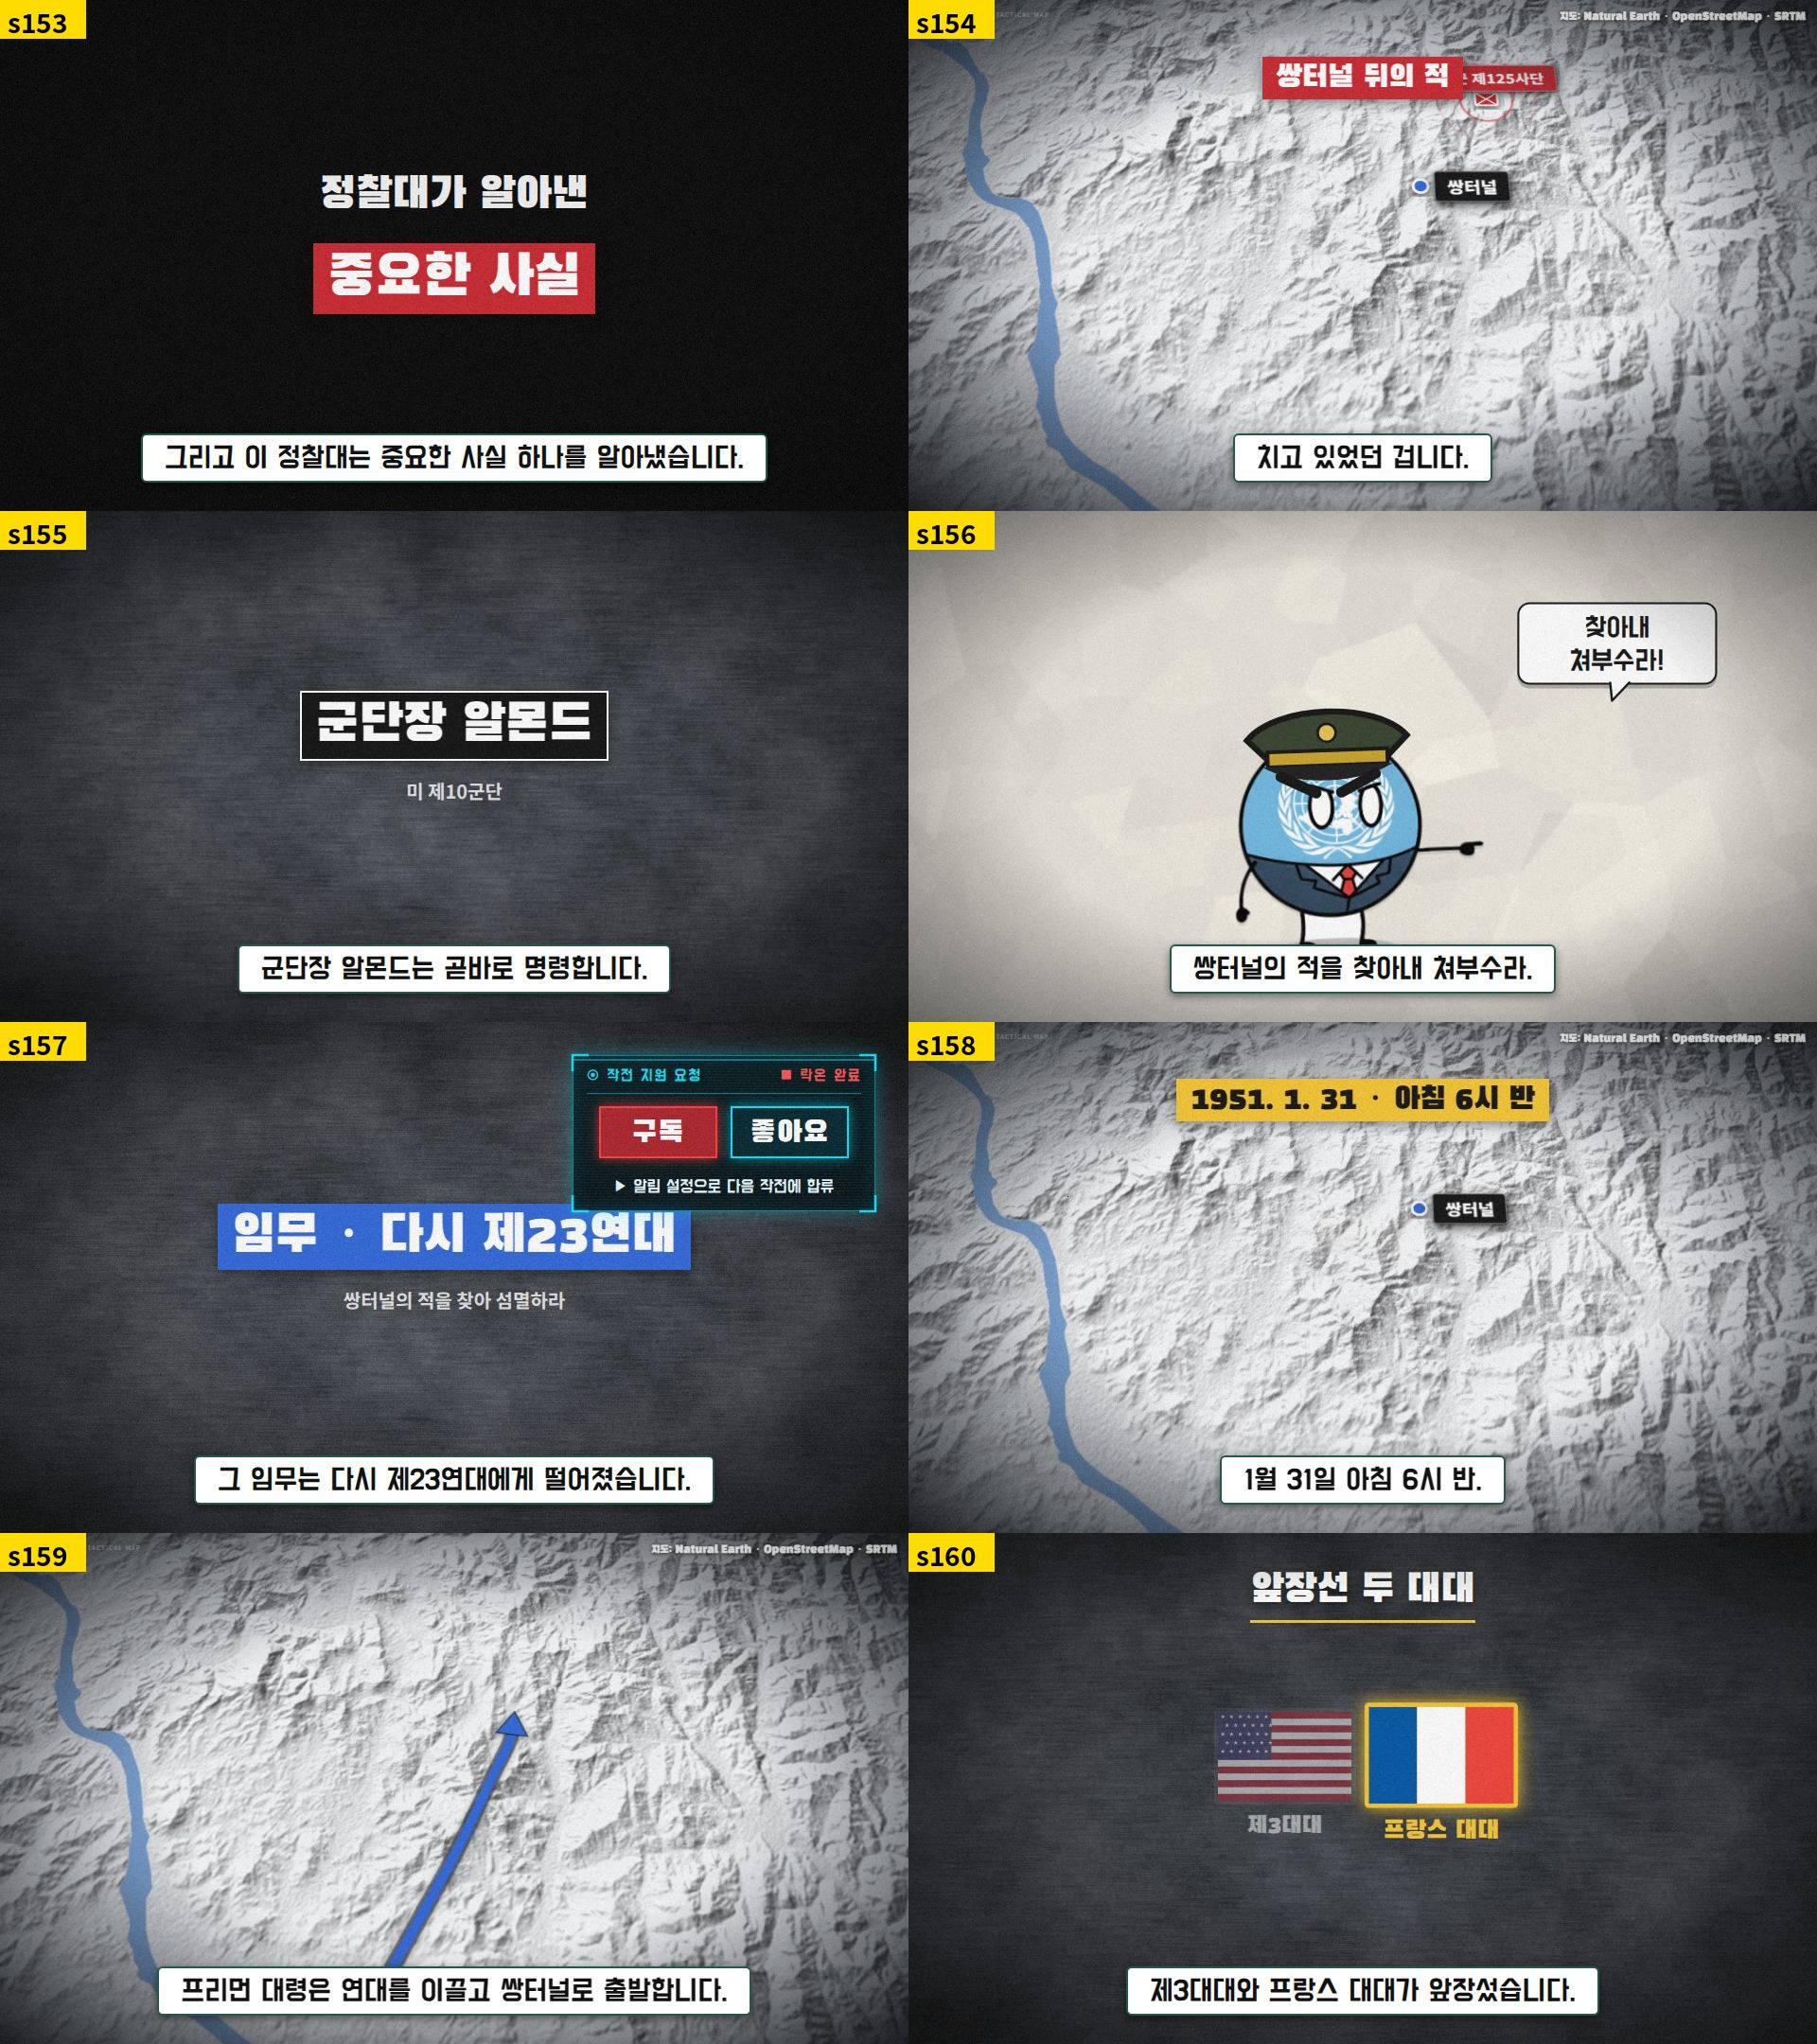 s153
정찰대가 알아낸
중요한 사실
그리고 이 정찰대는 중요한 사실 하나를 알아냈습니다.
s154
TACTICAL MAP
지도: Natural Earth · OpenStreetMap · SRTM
쌍터널 뒤의 적
제125사단
쌍터널
치고 있었던 겁니다.
s155
군단장 알몬드
미 제10군단
군단장 알몬드는 곧바로 명령합니다.
s156
찾아내
쳐부수라!
쌍터널의 적을 찾아내 쳐부수라.
s157
작전 지원 요청
락온 완료
구독
좋아요
▶ 알림 설정으로 다음 작전에 합류
임무 · 다시 제23연대
쌍터널의 적을 찾아 섬멸하라
그 임무는 다시 제23연대에게 떨어졌습니다.
s158
TACTICAL MAP
지도: Natural Earth · OpenStreetMap · SRTM
1951. 1. 31 · 아침 6시 반
쌍터널
1월 31일 아침 6시 반.
s159
TACTICAL MAP
지도: Natural Earth · OpenStreetMap · SRTM
프리먼 대령은 연대를 이끌고 쌍터널로 출발합니다.
s160
앞장선 두 대대
제3대대
프랑스 대대
제3대대와 프랑스 대대가 앞장섰습니다.